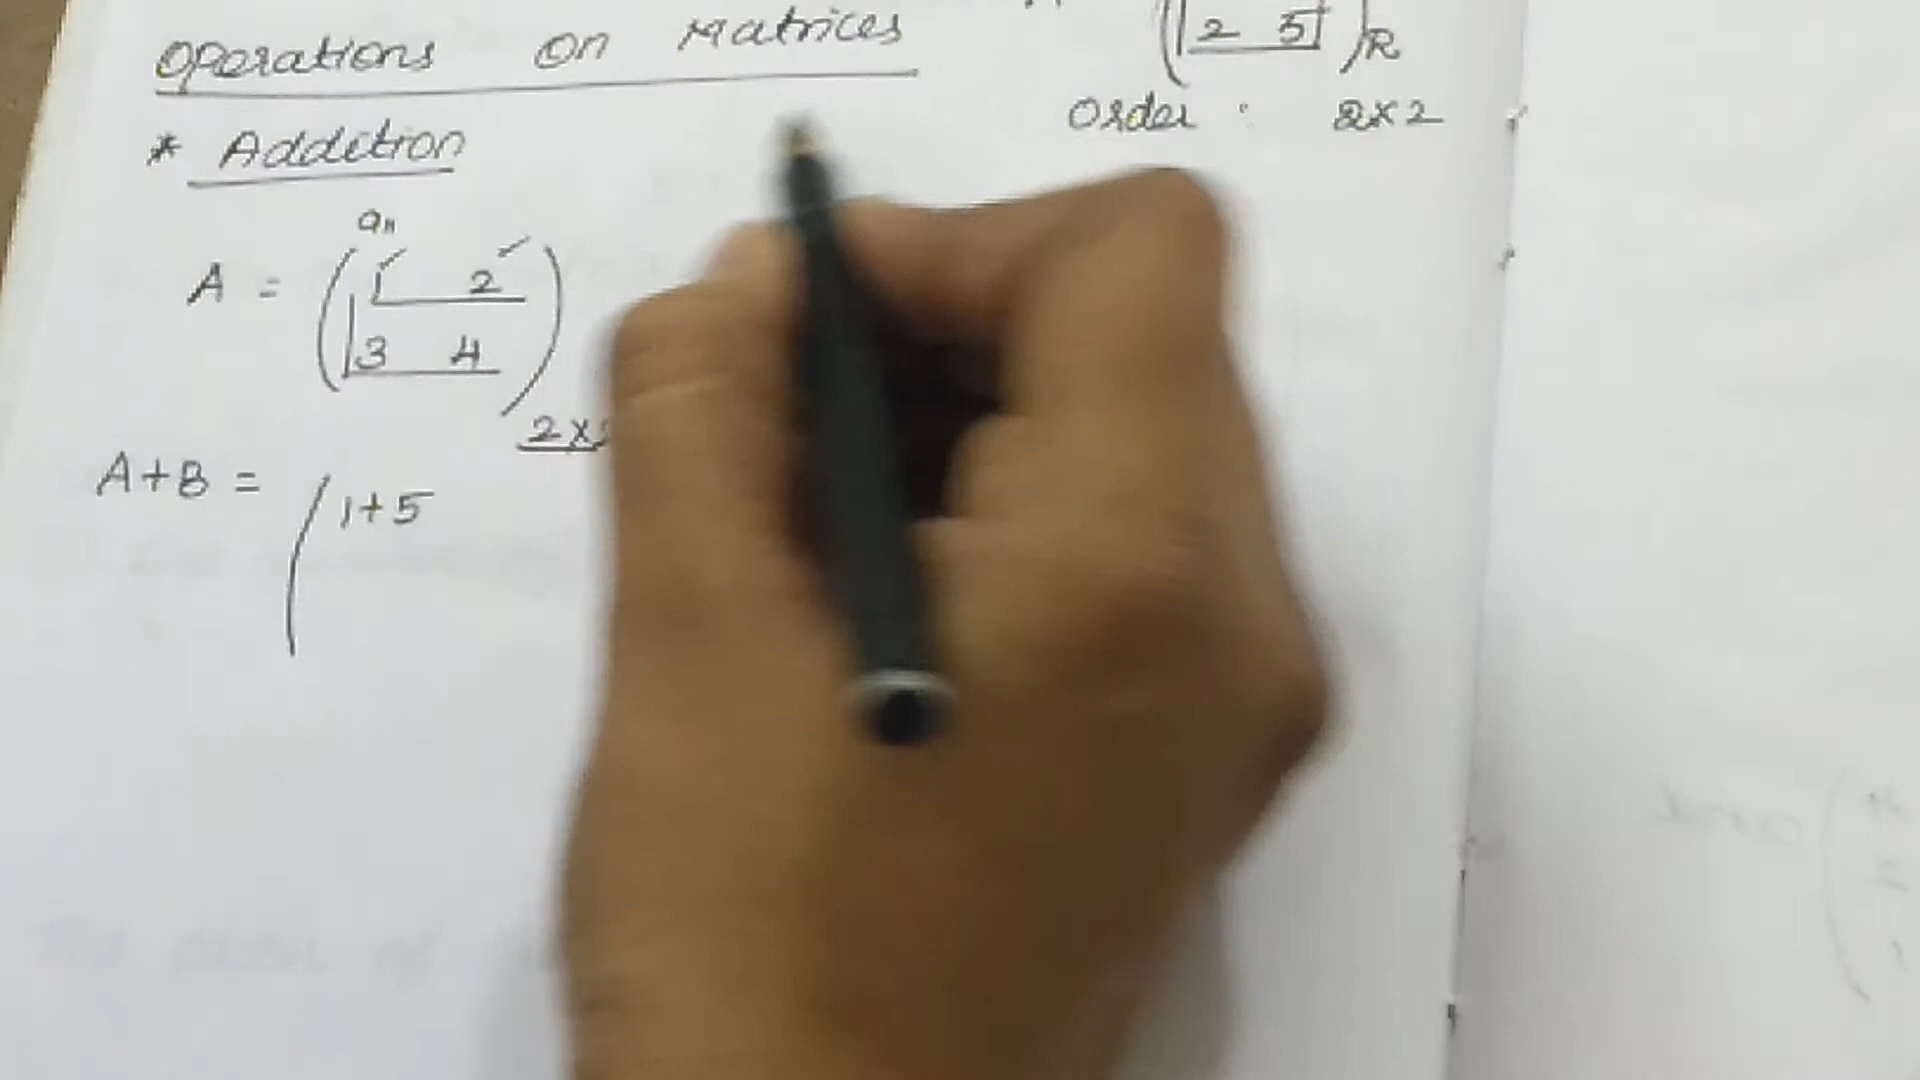 Operations On Matrices
2 5 R
Order : 2x2
* Addition
a11
A = ( 1 2
3 4 )
2x
A+B = ( 1+5